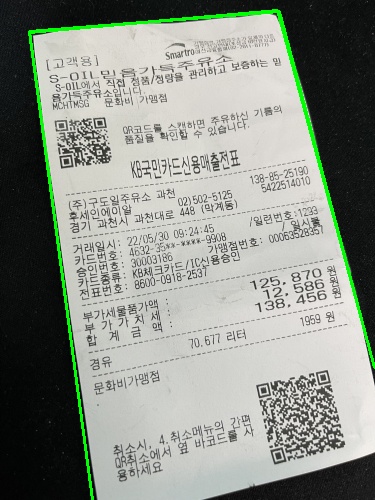 [고객용]
Smartro
S-OIL믿음가득주유소
S-OIL에서 직접 정품/정량을 관리하고 보증하는 믿
음가득주유소입니다.
MCHTMSG 문화비 가맹점
QR코드를 스캔하면 주유하신 기름의
품질을 확인할 수 있습니다.
KB국민카드신용매출전표
(주)구도일주유소 과천 138-85-25190
후세인에이알 02)502-5125 5422514010
경기 과천시 과천대로 448 (막계동)
거래일시: 22/05/30 09:24:45 /일련번호:1233
카드번호: 4632-35**-****-9908 /일시불
승인번호: 30003186 가맹점번호: 00063528357
카드종류: KB체크카드/IC신용승인
전표번호: 8600-0918-2537
부가세물품가액: 125,870 원
부 가 가 치 세: 12,586 원
합 계 금 액: 138,456 원
경유 70.677 리터 1959 원
문화비가맹점
취소시, 4.취소메뉴의 간편
QR취소에서 옆 바코드를 사
용하세요